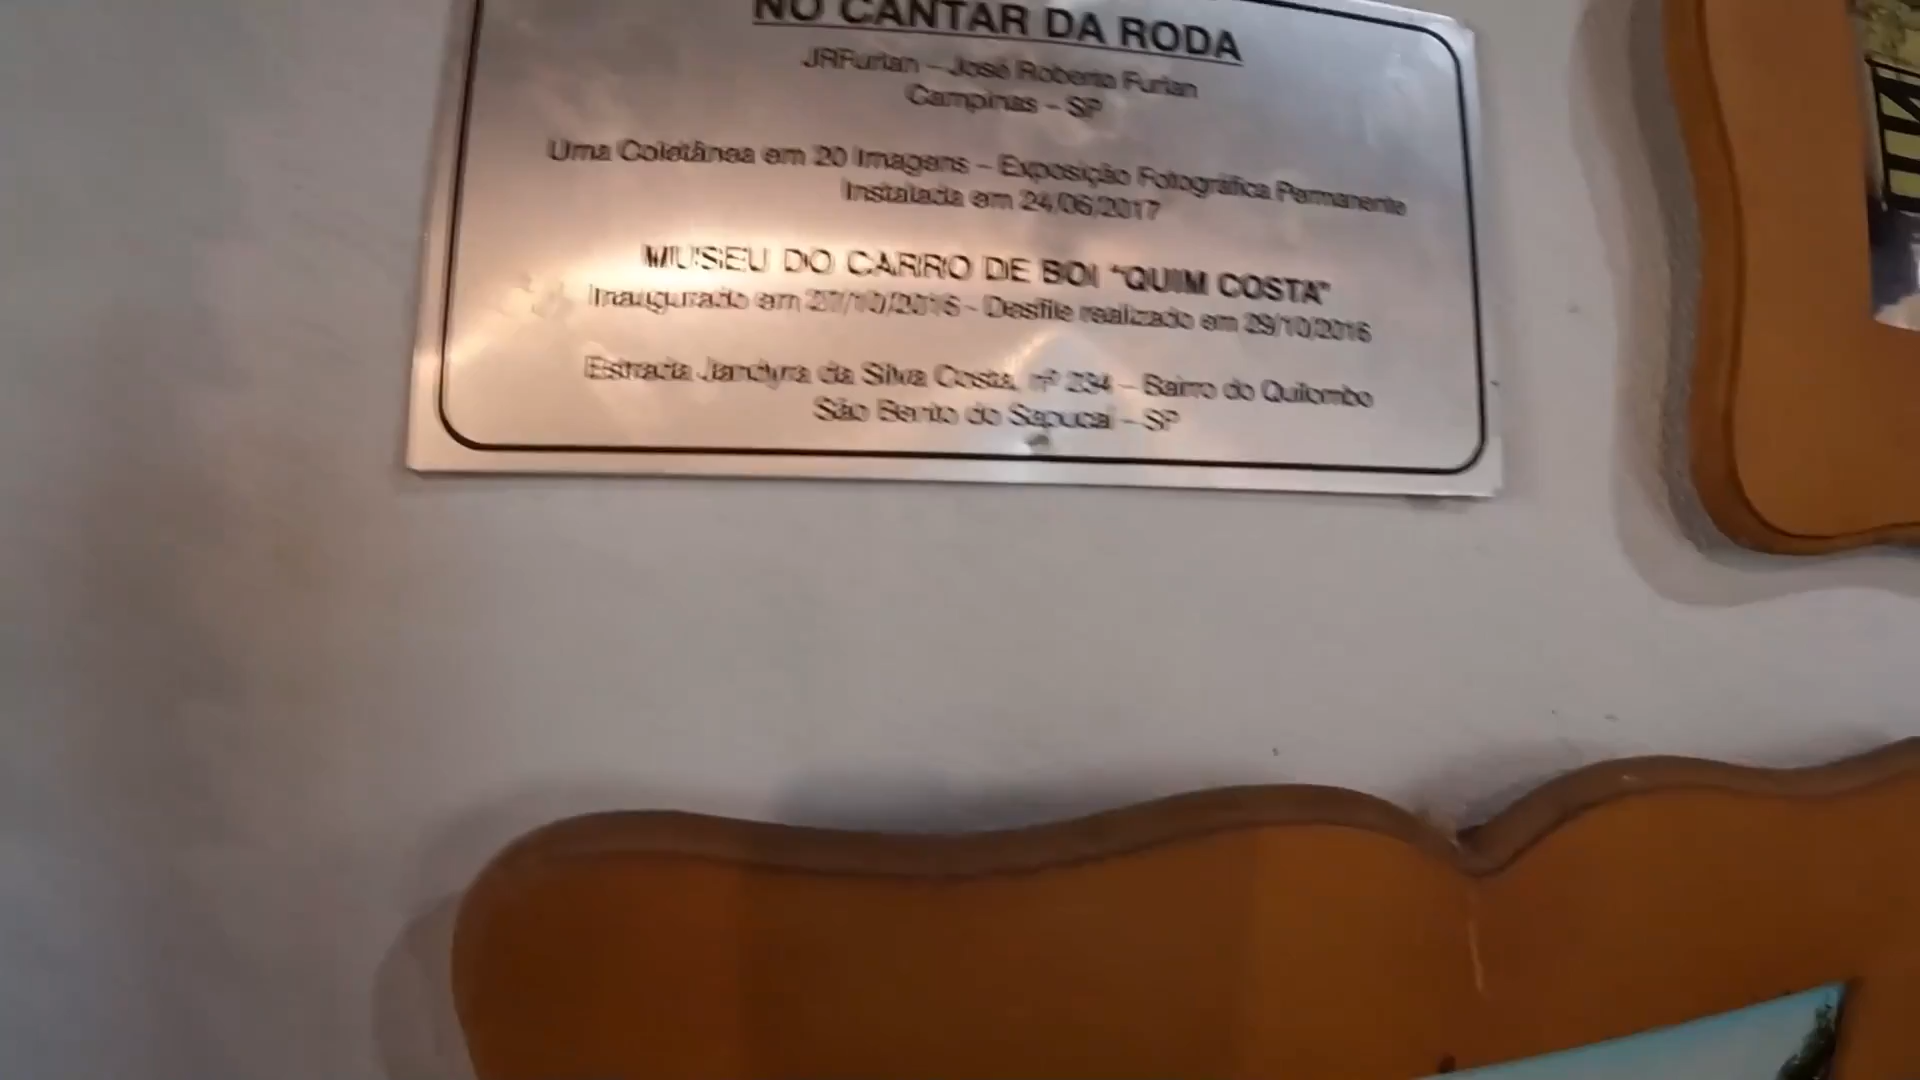 NO CANTAR DA RODA
JRFurlan – José Roberto Furlan
Campinas – SP
Uma Coletânea em 20 Imagens – Exposição Fotográfica Permanente
Instalada em 24/06/2017
MUSEU DO CARRO DE BOI "QUIM COSTA"
Inaugurado em 27/10/2016 - Desfile realizado em 29/10/2016
Estrada Jandyra da Silva Costa, nº 234 – Bairro do Quilombo
São Bento do Sapucaí – SP